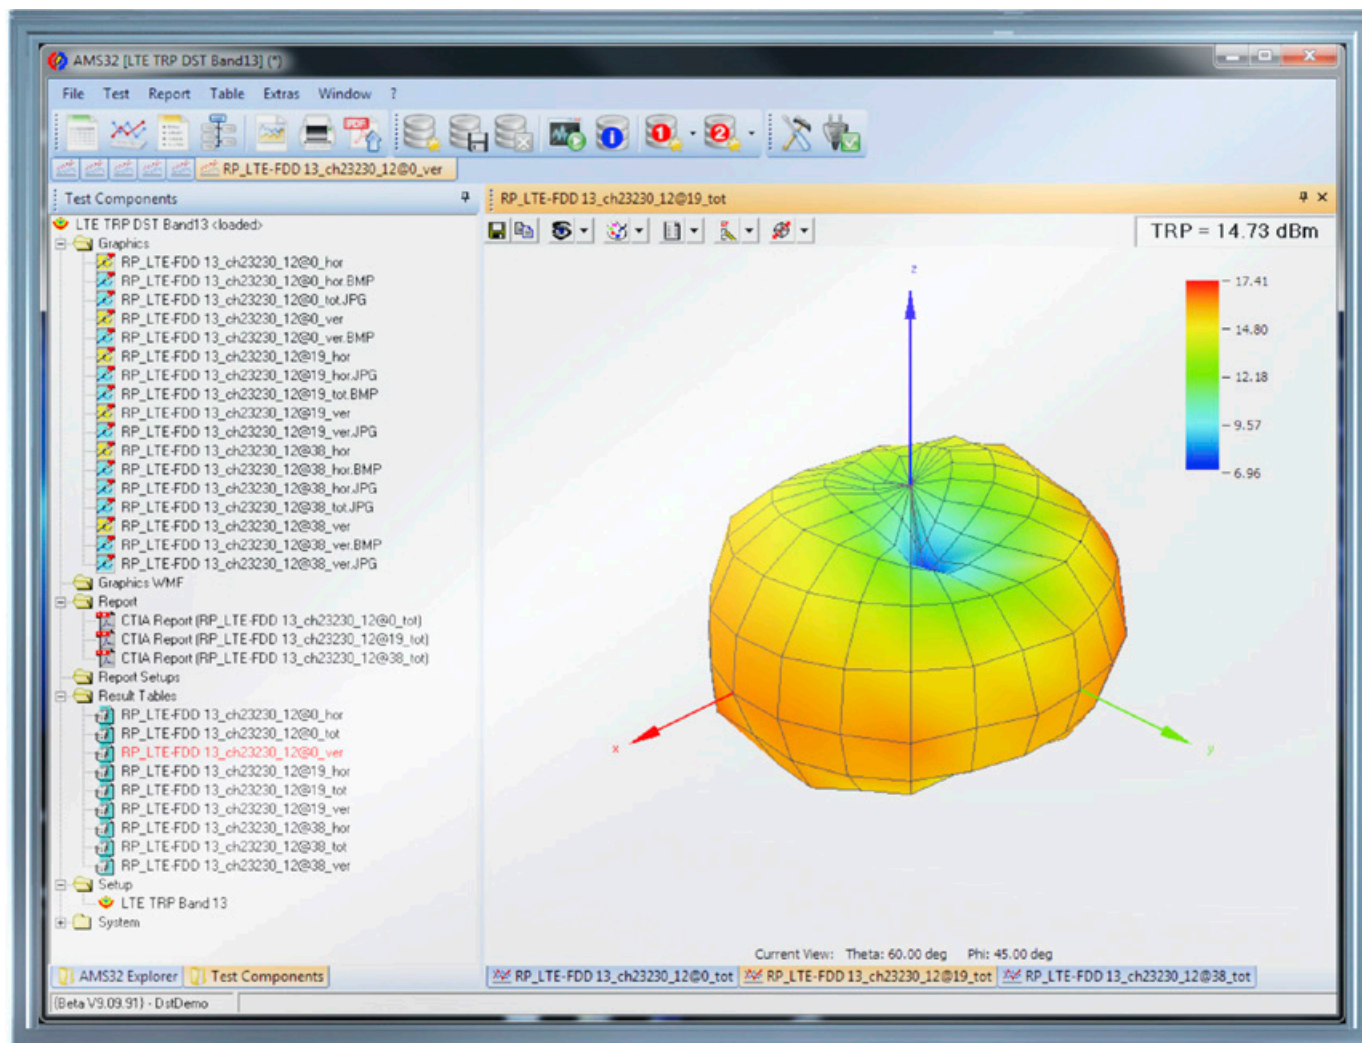 AMS32 [LTE TRP DST Band13] (*)
File Test Report Table Extras Window ?
PDF
i
1
2
RP_LTE-FDD 13_ch23230_12@0_ver
Test Components
LTE TRP DST Band13 <loaded>
Graphics
RP_LTE-FDD 13_ch23230_12@0_hor
RP_LTE-FDD 13_ch23230_12@0_hor.BMP
RP_LTE-FDD 13_ch23230_12@0_tot.JPG
RP_LTE-FDD 13_ch23230_12@0_ver
RP_LTE-FDD 13_ch23230_12@0_ver.BMP
RP_LTE-FDD 13_ch23230_12@19_hor
RP_LTE-FDD 13_ch23230_12@19_hor.JPG
RP_LTE-FDD 13_ch23230_12@19_tot.BMP
RP_LTE-FDD 13_ch23230_12@19_ver
RP_LTE-FDD 13_ch23230_12@19_ver.JPG
RP_LTE-FDD 13_ch23230_12@38_hor
RP_LTE-FDD 13_ch23230_12@38_hor.BMP
RP_LTE-FDD 13_ch23230_12@38_hor.JPG
RP_LTE-FDD 13_ch23230_12@38_tot.JPG
RP_LTE-FDD 13_ch23230_12@38_ver
RP_LTE-FDD 13_ch23230_12@38_ver.BMP
RP_LTE-FDD 13_ch23230_12@38_ver.JPG
Graphics WMF
Report
CTIA Report (RP_LTE-FDD 13_ch23230_12@0_tot)
CTIA Report (RP_LTE-FDD 13_ch23230_12@19_tot)
CTIA Report (RP_LTE-FDD 13_ch23230_12@38_tot)
Report Setups
Result Tables
RP_LTE-FDD 13_ch23230_12@0_hor
RP_LTE-FDD 13_ch23230_12@0_tot
RP_LTE-FDD 13_ch23230_12@0_ver
RP_LTE-FDD 13_ch23230_12@19_hor
RP_LTE-FDD 13_ch23230_12@19_tot
RP_LTE-FDD 13_ch23230_12@19_ver
RP_LTE-FDD 13_ch23230_12@38_hor
RP_LTE-FDD 13_ch23230_12@38_tot
RP_LTE-FDD 13_ch23230_12@38_ver
Setup
LTE TRP Band 13
System
AMS32 Explorer Test Components
(Beta V9.09.91) - DstDemo
RP_LTE-FDD 13_ch23230_12@19_tot
TRP = 14.73 dBm
17.41
14.80
12.18
9.57
6.96
z
x
y
Current View: Theta: 60.00 deg Phi: 45.00 deg
RP_LTE-FDD 13_ch23230_12@0_tot RP_LTE-FDD 13_ch23230_12@19_tot RP_LTE-FDD 13_ch23230_12@38_tot